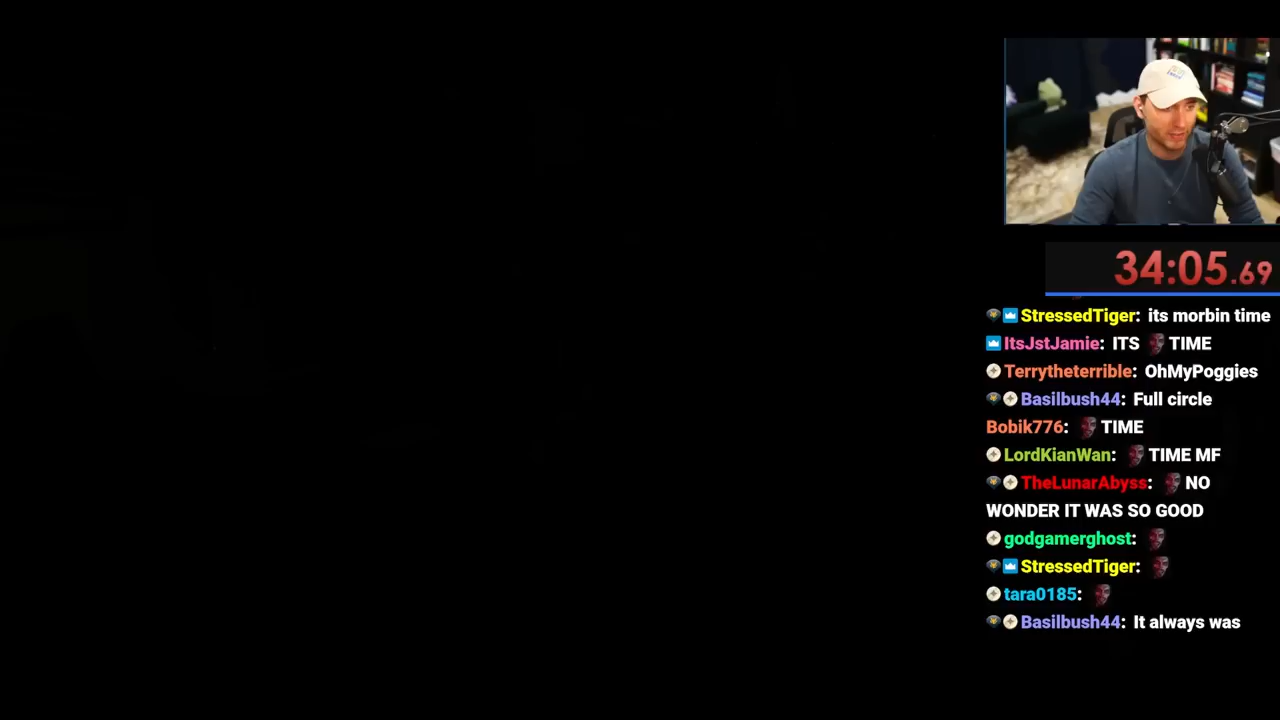 34:05.69
StressedTiger: its morbin time
ItsJstJamie: ITS TIME
Terrytheterrible: OhMyPoggies
Basilbush44: Full circle
Bobik776: TIME
LordKianWan: TIME MF
TheLunarAbyss: NO
WONDER IT WAS SO GOOD
godgamerghost:
StressedTiger:
tara0185:
Basilbush44: It always was